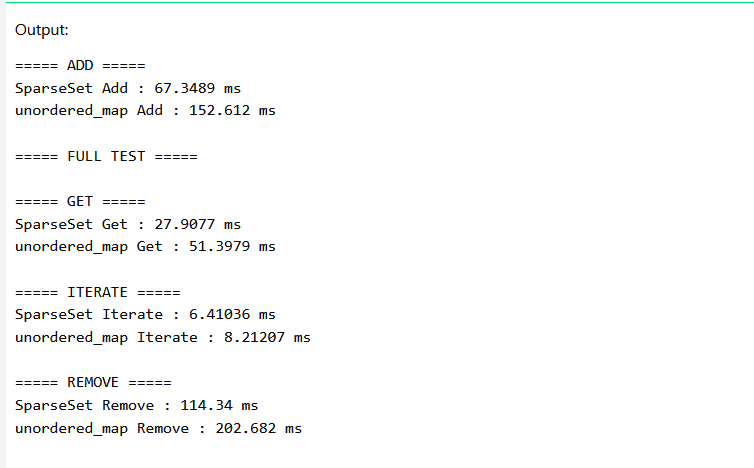 Output:
===== ADD =====
SparseSet Add : 67.3489 ms
unordered_map Add : 152.612 ms
===== FULL TEST =====
===== GET =====
SparseSet Get : 27.9077 ms
unordered_map Get : 51.3979 ms
===== ITERATE =====
SparseSet Iterate : 6.41036 ms
unordered_map Iterate : 8.21207 ms
===== REMOVE =====
SparseSet Remove : 114.34 ms
unordered_map Remove : 202.682 ms